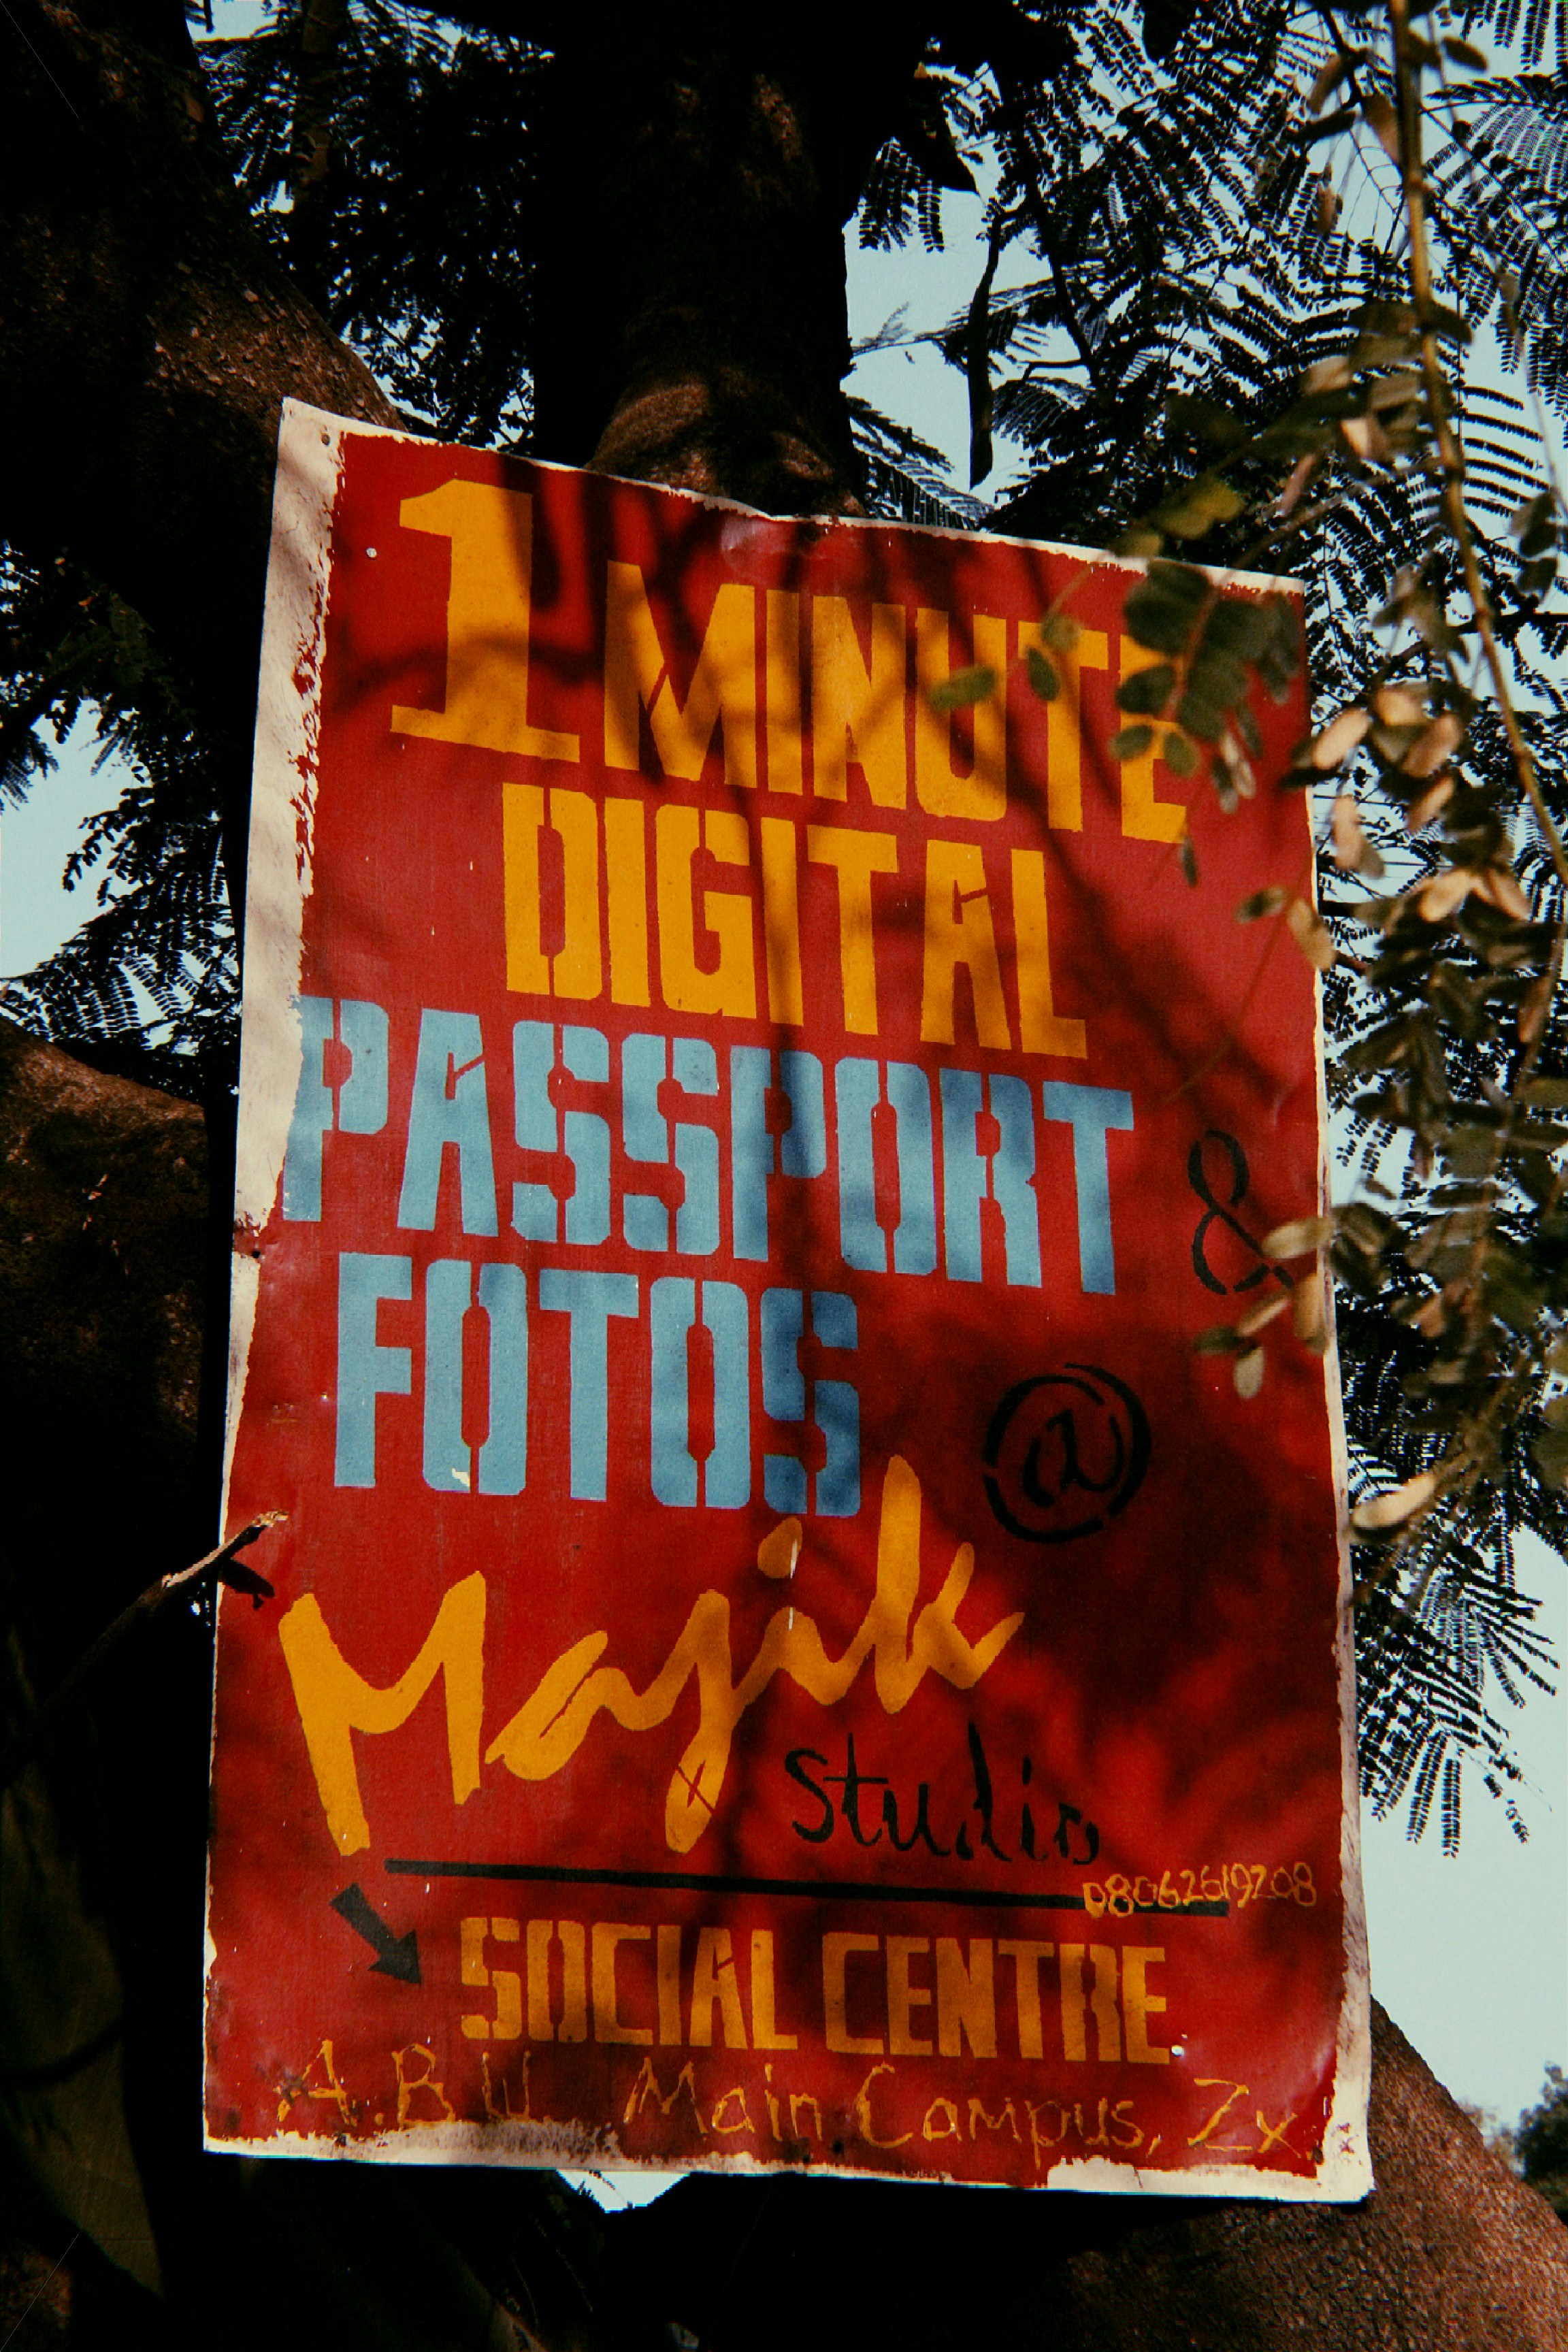 1 MINUTE
DIGITAL
PASSPORT &
FOTOS @
Majik
Studio
08062619208
SOCIAL CENTRE
A.B.U. Main Campus, Zx